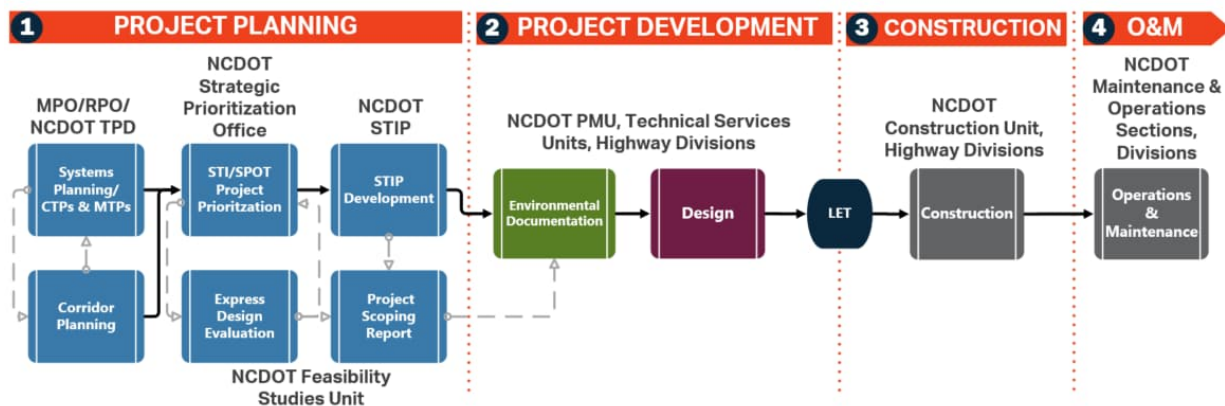 1 PROJECT PLANNING
2 PROJECT DEVELOPMENT
3 CONSTRUCTION
4 O&M
MPO/RPO/
NCDOT TPD
NCDOT
Strategic
Prioritization
Office
NCDOT
STIP
NCDOT PMU, Technical Services
Units, Highway Divisions
NCDOT
Construction Unit,
Highway Divisions
NCDOT
Maintenance &
Operations
Sections,
Divisions
Systems
Planning/
CTPs & MTPs
STI/SPOT
Project
Prioritzation
STIP
Development
Environmental
Documentation
Design
LET
Construction
Operations
&
Maintenance
Corridor
Planning
Express
Design
Evaluation
Project
Scoping
Report
NCDOT Feasibility
Studies Unit